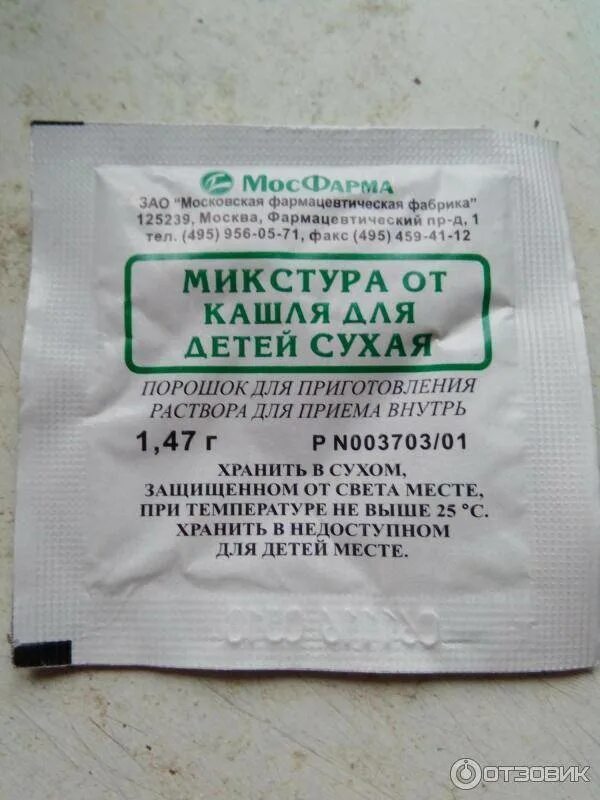 МосФАРМА
ЗАО "Московская фармацевтическая фабрика"
125239, Москва, Фармацевтический пр-д, 1
тел. (495) 956-05-71, факс (495) 459-41-12
МИКСТУРА ОТ
КАШЛЯ ДЛЯ
ДЕТЕЙ СУХАЯ
ПОРОШОК ДЛЯ ПРИГОТОВЛЕНИЯ
РАСТВОРА ДЛЯ ПРИЕМА ВНУТРЬ
1,47 г Р N003703/01
ХРАНИТЬ В СУХОМ,
ЗАЩИЩЕННОМ ОТ СВЕТА МЕСТЕ,
ПРИ ТЕМПЕРАТУРЕ НЕ ВЫШЕ 25 °С.
ХРАНИТЬ В НЕДОСТУПНОМ
ДЛЯ ДЕТЕЙ МЕСТЕ.
ОТЗОВИК